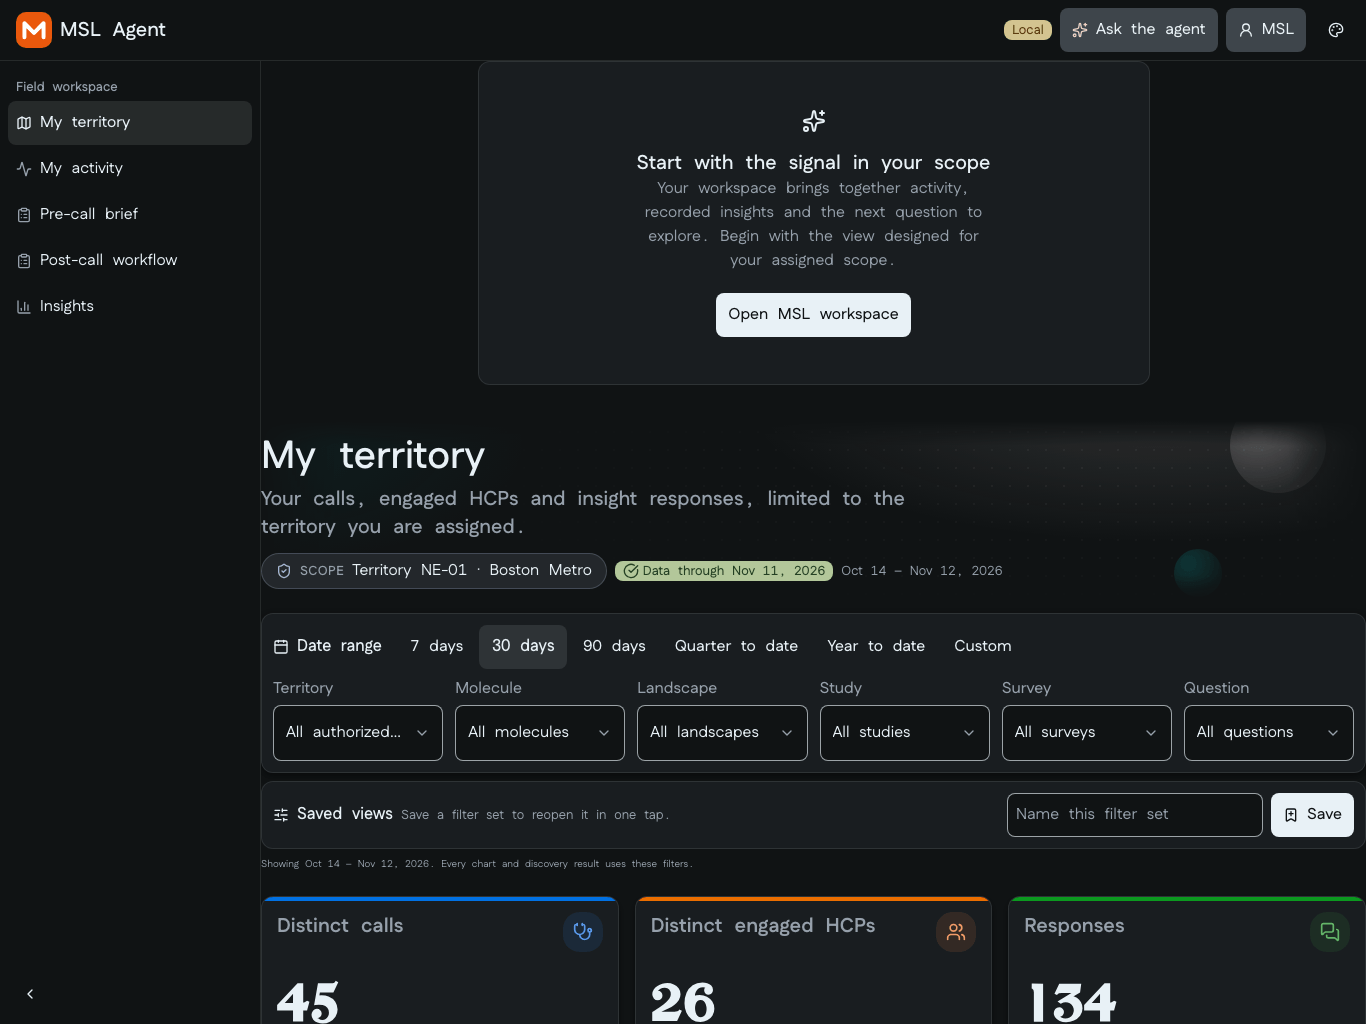 MSL Agent
Local
Ask the agent
MSL
Field workspace
My territory
My activity
Pre-call brief
Post-call workflow
Insights
Start with the signal in your scope
Your workspace brings together activity,
recorded insights and the next question to
explore. Begin with the view designed for
your assigned scope.
Open MSL workspace
My territory
Your calls, engaged HCPs and insight responses, limited to the
territory you are assigned.
SCOPE Territory NE-01 · Boston Metro
Data through Nov 11, 2026
Oct 14 – Nov 12, 2026
Date range
7 days
30 days
90 days
Quarter to date
Year to date
Custom
Territory
Molecule
Landscape
Study
Survey
Question
All authorized...
All molecules
All landscapes
All studies
All surveys
All questions
Saved views Save a filter set to reopen it in one tap.
Name this filter set
Save
Showing Oct 14 – Nov 12, 2026. Every chart and discovery result uses these filters.
Distinct calls
Distinct engaged HCPs
Responses
45
26
134